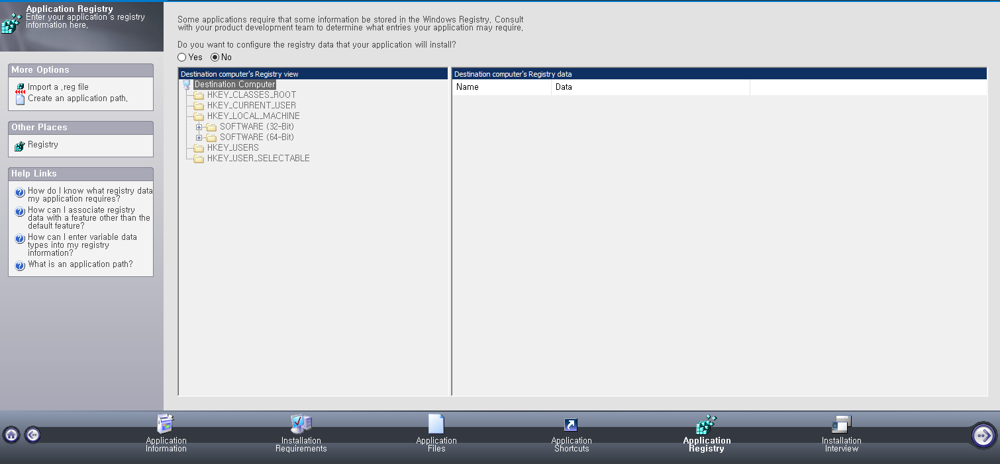 Application Registry
Enter your application's registry
information here.
More Options
Import a .reg file
Create an application path.
Other Places
Registry
Help Links
How do I know what registry data
my application requires?
How can I associate registry
data with a feature other than the
default feature?
How can I enter variable data
types into my registry
information?
What is an application path?
Some applications require that some information be stored in the Windows Registry. Consult
with your product development team to determine what entries your application may require.
Do you want to configure the registry data that your application will install?
Yes No
Destination computer's Registry view
Destination Computer
HKEY_CLASSES_ROOT
HKEY_CURRENT_USER
HKEY_LOCAL_MACHINE
SOFTWARE (32-Bit)
SOFTWARE (64-Bit)
HKEY_USERS
HKEY_USER_SELECTABLE
Destination computer's Registry data
Name Data
Application
Information
Installation
Requirements
Application
Files
Application
Shortcuts
Application
Registry
Installation
Interview